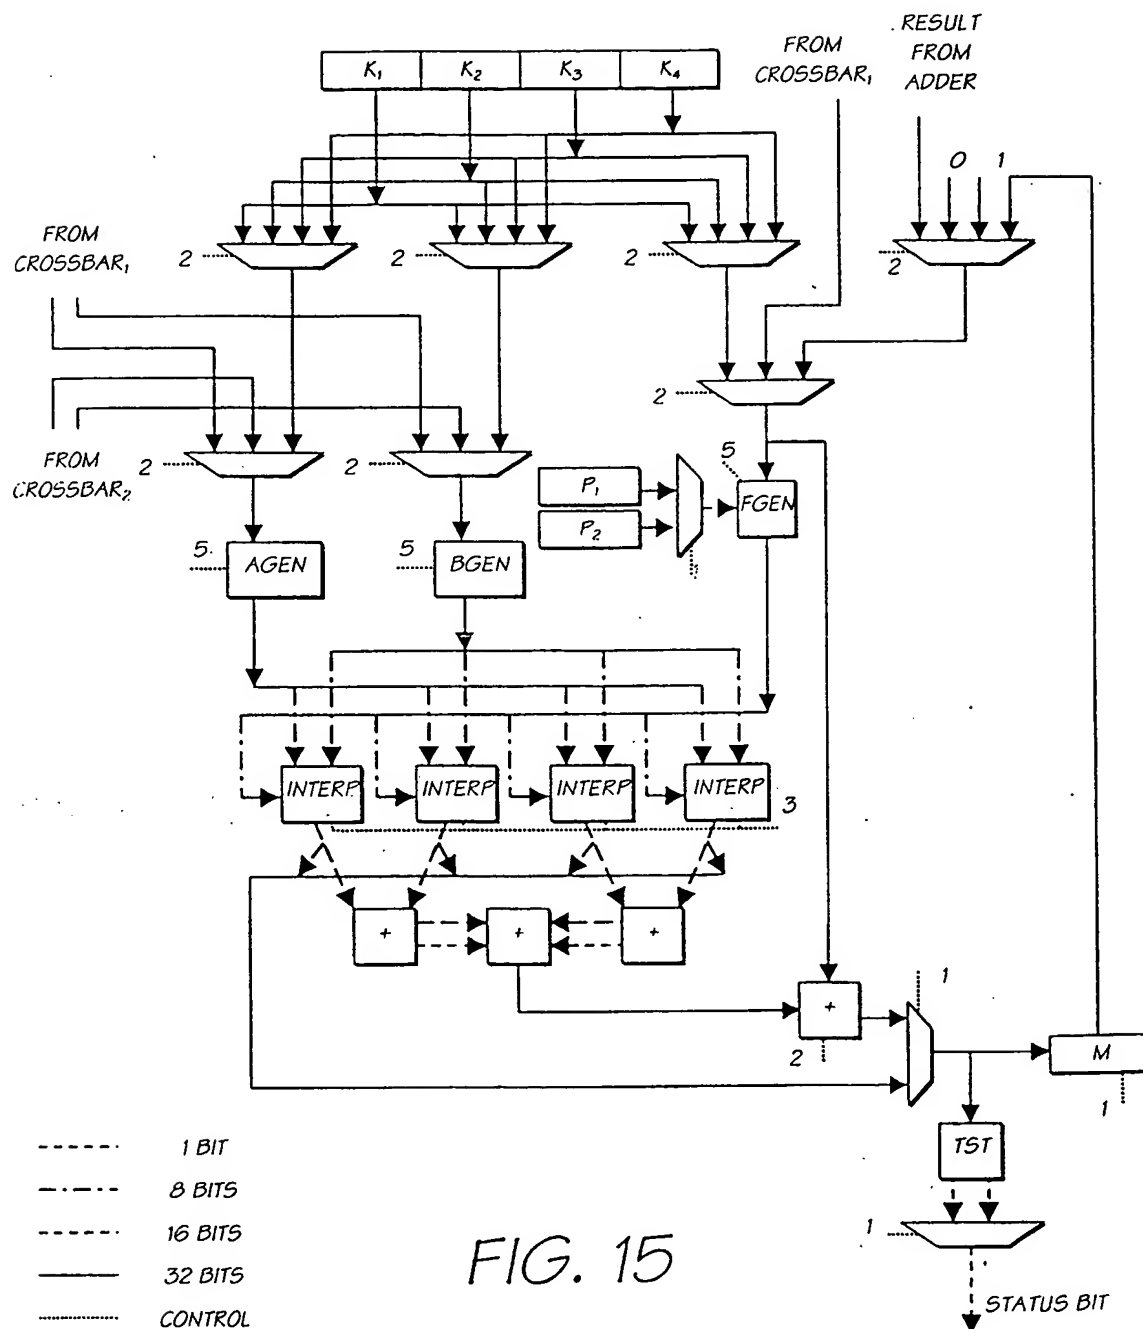 RESULT
FROM
ADDER
FROM
CROSSBAR₁
K₁ K₂ K₃ K₄
0 1
FROM
CROSSBAR₁
2 2 2 2
2
FROM
CROSSBAR₂
2 2
P₁
P₂
5
FGEN
5
AGEN
5
BGEN
INTERP INTERP INTERP INTERP
3
+ + +
+
2
1
M
1
TST
1
STATUS BIT
1 BIT
8 BITS
16 BITS
32 BITS
CONTROL
FIG. 15